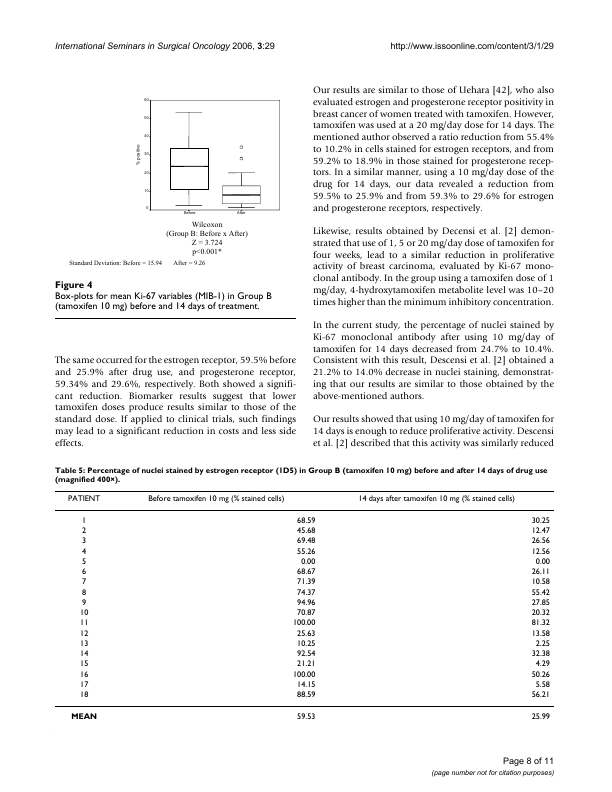 International Seminars in Surgical Oncology 2006, 3:29
http://www.issoonline.com/content/3/1/29
60
50
40
30
20
10
0
% positive
Before
After
Wilcoxon
(Group B: Before x After)
Z = 3.724
p<0.001*
Standard Deviation: Before = 15.94 After = 9.26
Figure 4
Box-plots for mean Ki-67 variables (MIB-1) in Group B
(tamoxifen 10 mg) before and 14 days of treatment.
The same occurred for the estrogen receptor, 59.5% before
and 25.9% after drug use, and progesterone receptor,
59.34% and 29.6%, respectively. Both showed a signifi-
cant reduction. Biomarker results suggest that lower
tamoxifen doses produce results similar to those of the
standard dose. If applied to clinical trials, such findings
may lead to a significant reduction in costs and less side
effects.
Our results are similar to those of Uehara [42], who also
evaluated estrogen and progesterone receptor positivity in
breast cancer of women treated with tamoxifen. However,
tamoxifen was used at a 20 mg/day dose for 14 days. The
mentioned author observed a ratio reduction from 55.4%
to 10.2% in cells stained for estrogen receptors, and from
59.2% to 18.9% in those stained for progesterone recep-
tors. In a similar manner, using a 10 mg/day dose of the
drug for 14 days, our data revealed a reduction from
59.5% to 25.9% and from 59.3% to 29.6% for estrogen
and progesterone receptors, respectively.
Likewise, results obtained by Decensi et al. [2] demon-
strated that use of 1, 5 or 20 mg/day dose of tamoxifen for
four weeks, lead to a similar reduction in proliferative
activity of breast carcinoma, evaluated by Ki-67 mono-
clonal antibody. In the group using a tamoxifen dose of 1
mg/day, 4-hydroxytamoxifen metabolite level was 10–20
times higher than the minimum inhibitory concentration.
In the current study, the percentage of nuclei stained by
Ki-67 monoclonal antibody after using 10 mg/day of
tamoxifen for 14 days decreased from 24.7% to 10.4%.
Consistent with this result, Descensi et al. [2] obtained a
21.2% to 14.0% decrease in nuclei staining, demonstrat-
ing that our results are similar to those obtained by the
above-mentioned authors.
Our results showed that using 10 mg/day of tamoxifen for
14 days is enough to reduce proliferative activity. Descensi
et al. [2] described that this activity was similarly reduced
Table 5: Percentage of nuclei stained by estrogen receptor (1D5) in Group B (tamoxifen 10 mg) before and after 14 days of drug use
(magnified 400×).
PATIENT Before tamoxifen 10 mg (% stained cells) 14 days after tamoxifen 10 mg (% stained cells)
1 68.59 30.25
2 45.68 12.47
3 69.48 26.56
4 55.26 12.56
5 0.00 0.00
6 68.67 26.11
7 71.39 10.58
8 74.37 55.42
9 94.96 27.85
10 70.87 20.32
11 100.00 81.32
12 25.63 13.58
13 10.25 2.25
14 92.54 32.38
15 21.21 4.29
16 100.00 50.26
17 14.15 5.58
18 88.59 56.21
MEAN 59.53 25.99
Page 8 of 11
(page number not for citation purposes)